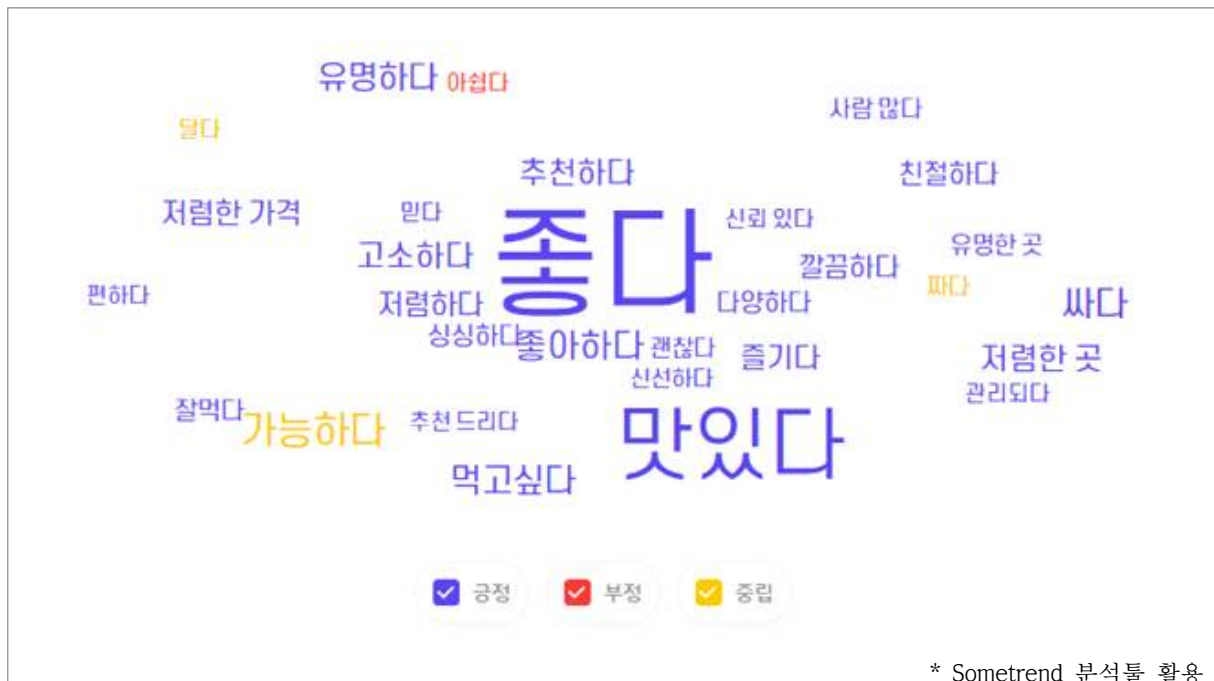 유명하다 아쉽다
사람 많다
달다
추천하다
친절하다
저렴한 가격
믿다
신뢰 있다
좋다
유명한 곳
고소하다
깔끔하다
짜다
편하다
저렴하다
다양하다
싸다
싱싱하다
좋아하다
괜찮다
즐기다
저렴한 곳
신선하다
관리되다
잘먹다
가능하다
추천 드리다
맛있다
먹고싶다
긍정
부정
중립
* Sometrend 분석툴 활용